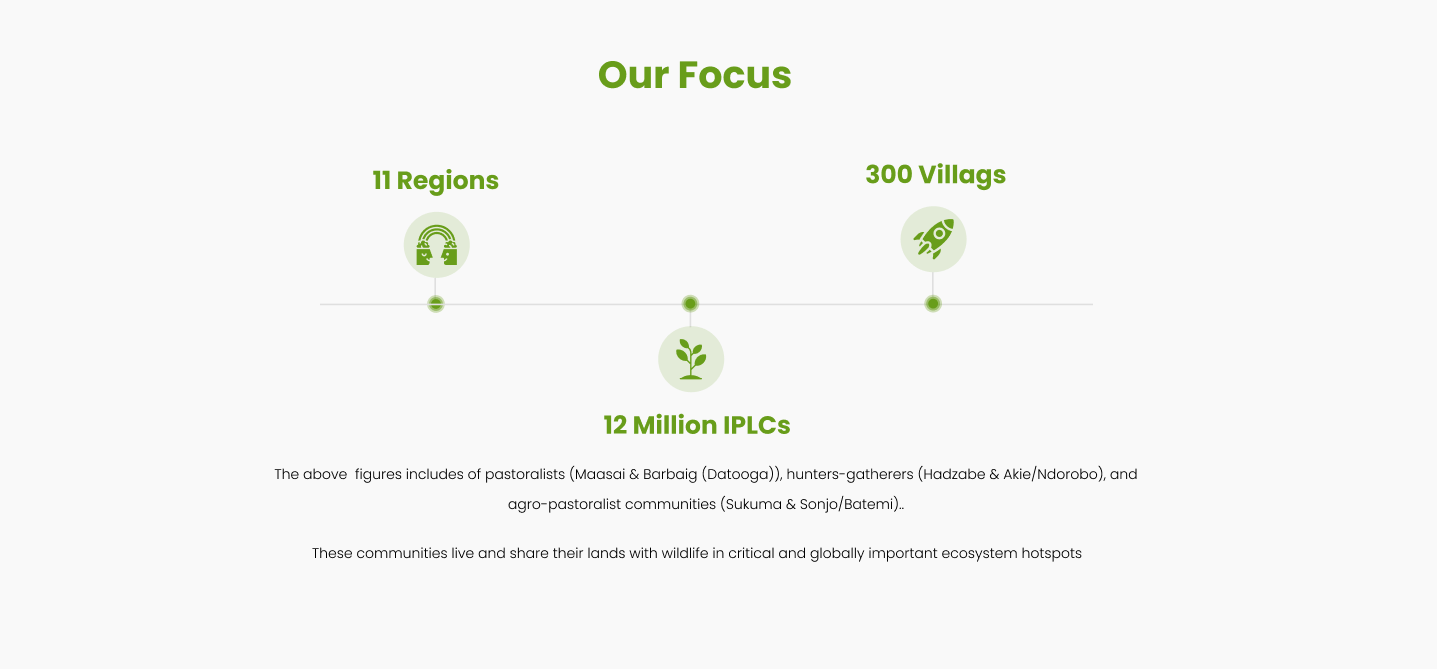 Our Focus
11 Regions
300 Villags
12 Million IPLCs
The above  figures includes of pastoralists (Maasai & Barbaig (Datooga)), hunters-gatherers (Hadzabe & Akie/Ndorobo), and
agro-pastoralist communities (Sukuma & Sonjo/Batemi)..
These communities live and share their lands with wildlife in critical and globally important ecosystem hotspots